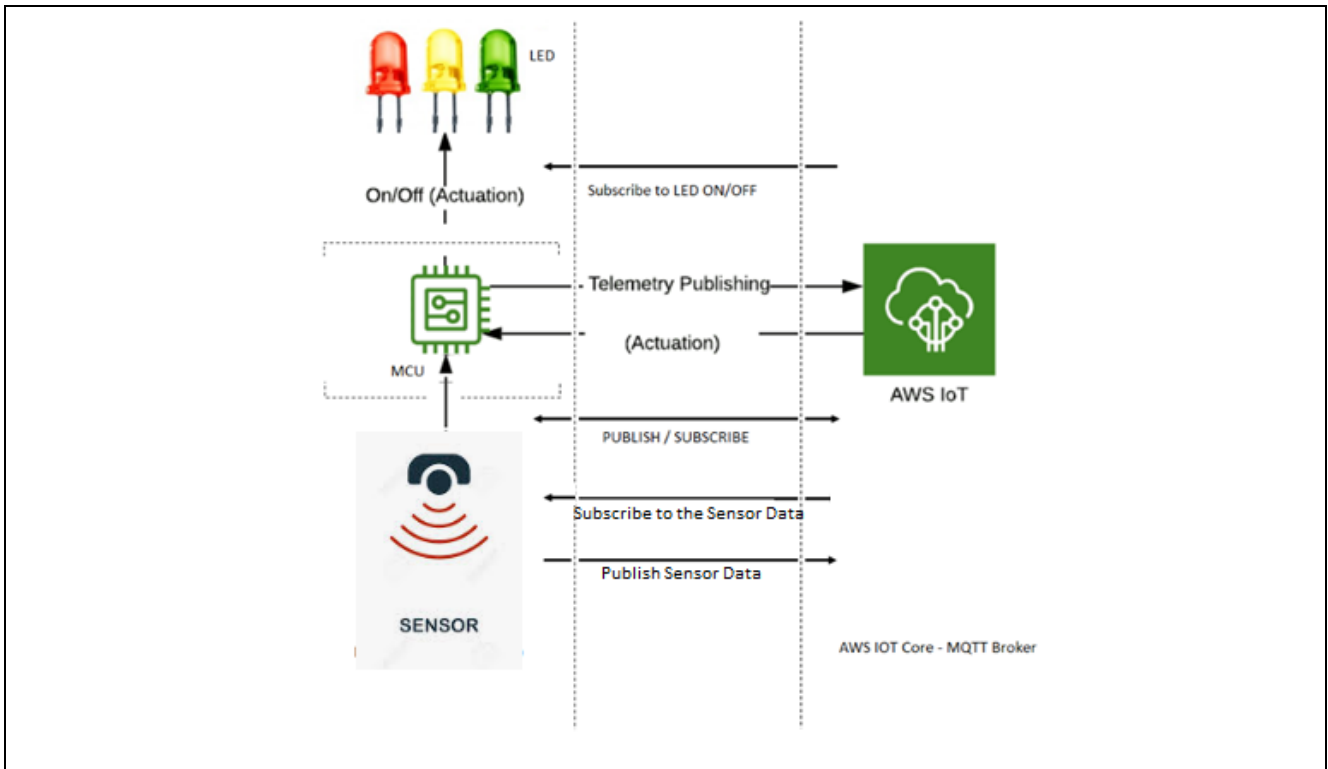 LED
On/Off (Actuation)
Subscribe to LED ON/OFF
Telemetry Publishing
(Actuation)
MCU
AWS IoT
PUBLISH / SUBSCRIBE
Subscribe to the Sensor Data
Publish Sensor Data
SENSOR
AWS IOT Core - MQTT Broker